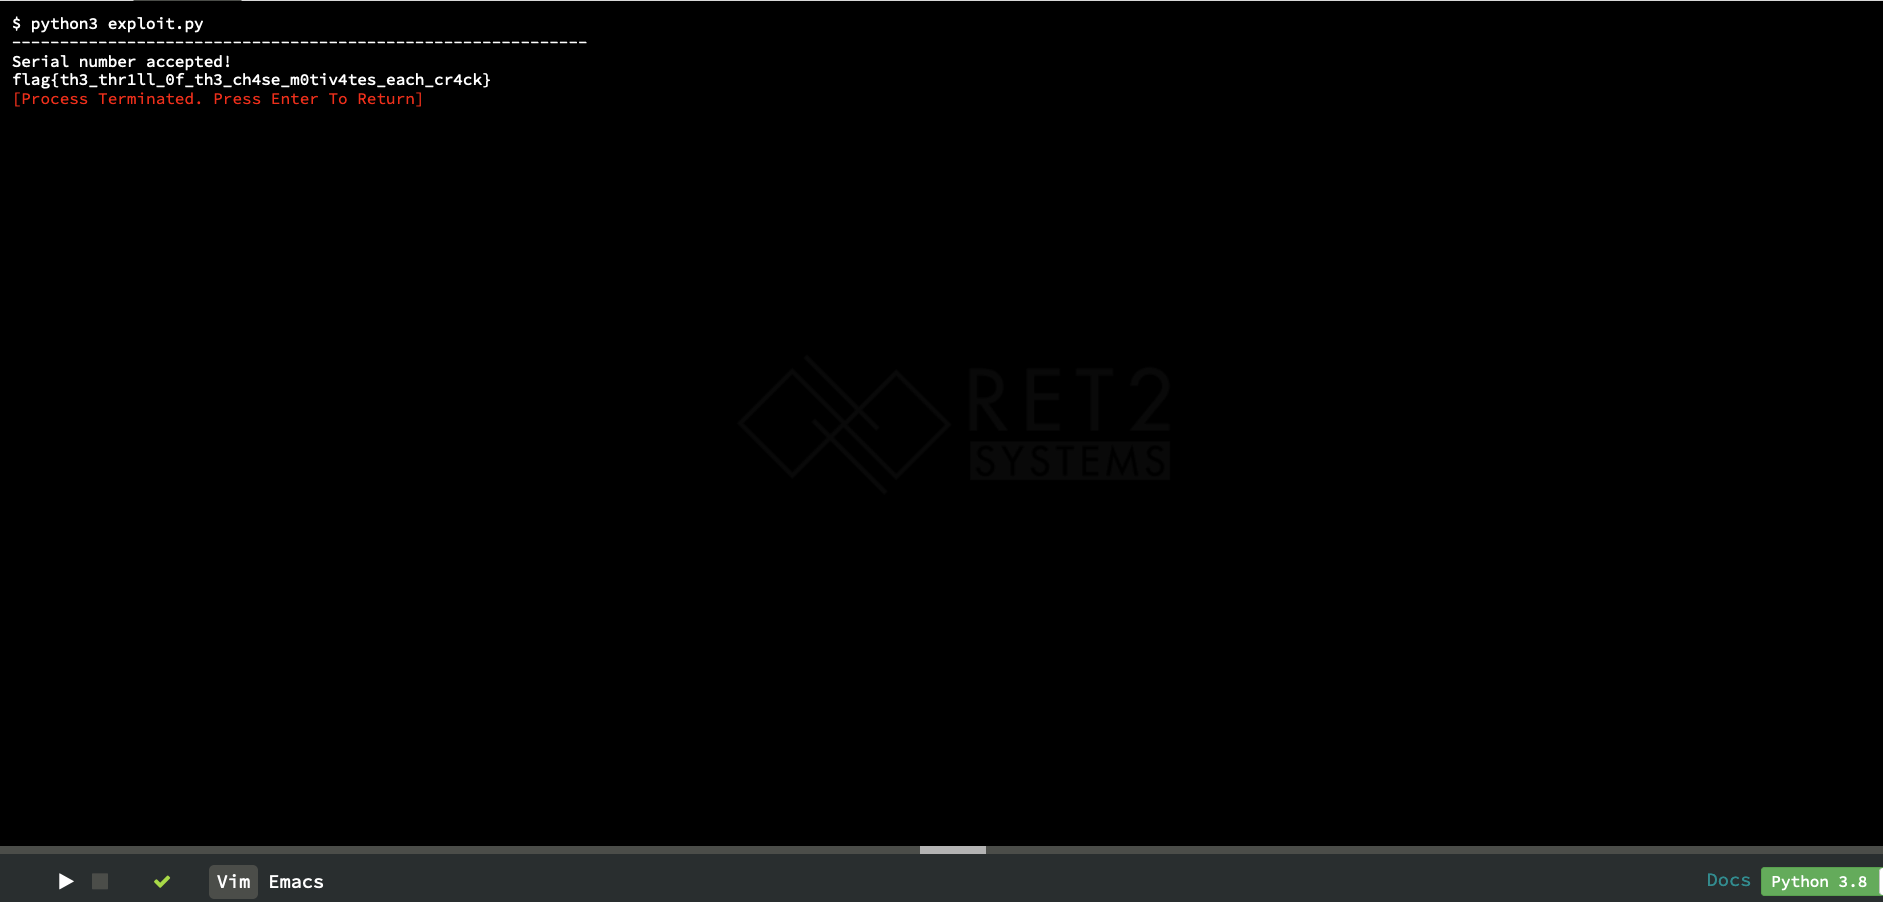 $ python3 exploit.py
------------------------------------------------------------
Serial number accepted!
flag{th3_thr1ll_0f_th3_ch4se_m0tiv4tes_each_cr4ck}
[Process Terminated. Press Enter To Return]
RET2
SYSTEMS
Vim Emacs Docs Python 3.8